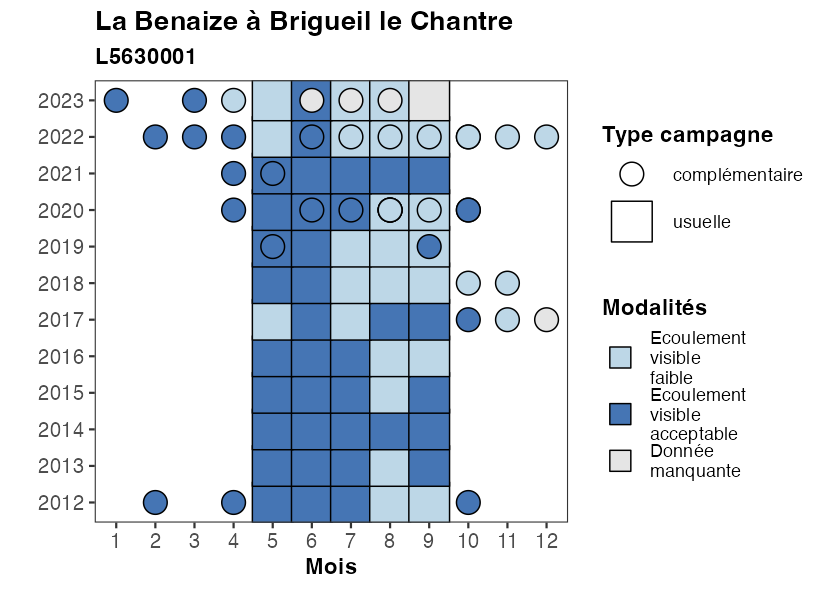 La Benaize à Brigueil le Chantre
L5630001
2023
2022
2021
2020
2019
2018
2017
2016
2015
2014
2013
2012
1 2 3 4 5 6 7 8 9 10 11 12
Mois
Type campagne
complémentaire
usuelle
Modalités
Ecoulement
visible
faible
Ecoulement
visible
acceptable
Donnée
manquante